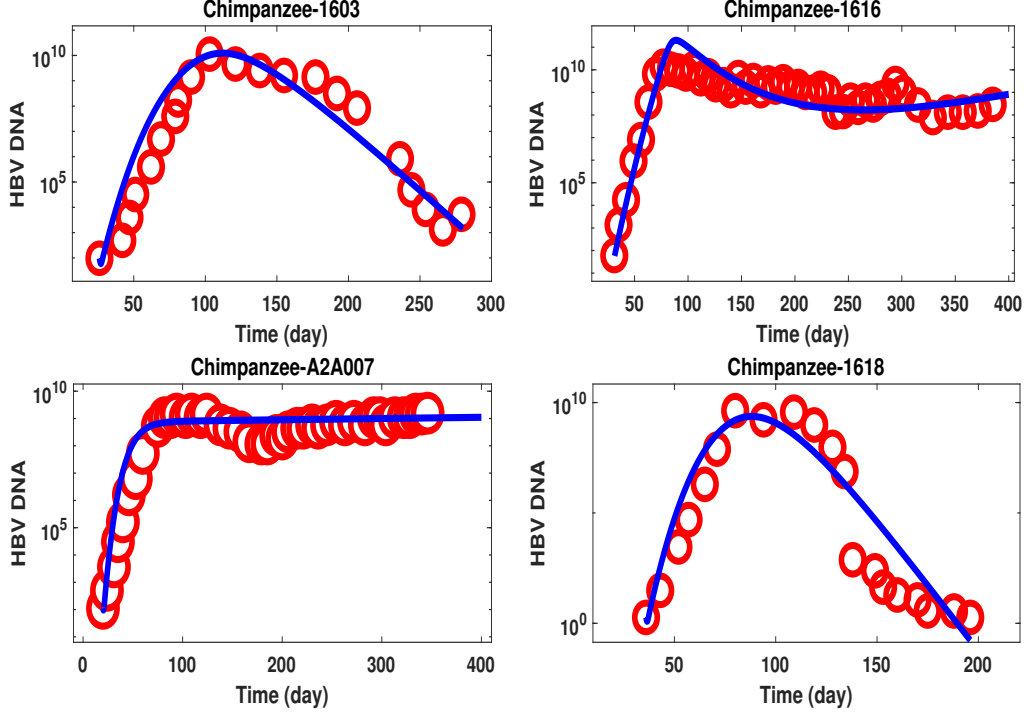 Chimpanzee-1603
HBV DNA
10^10
10^5
50 100 150 200 250 300
Time (day)
Chimpanzee-1616
HBV DNA
10^10
10^5
50 100 150 200 250 300 350 400
Time (day)
Chimpanzee-A2A007
HBV DNA
10^10
10^5
0 100 200 300 400
Time (day)
Chimpanzee-1618
HBV DNA
10^10
10^0
50 100 150 200
Time (day)